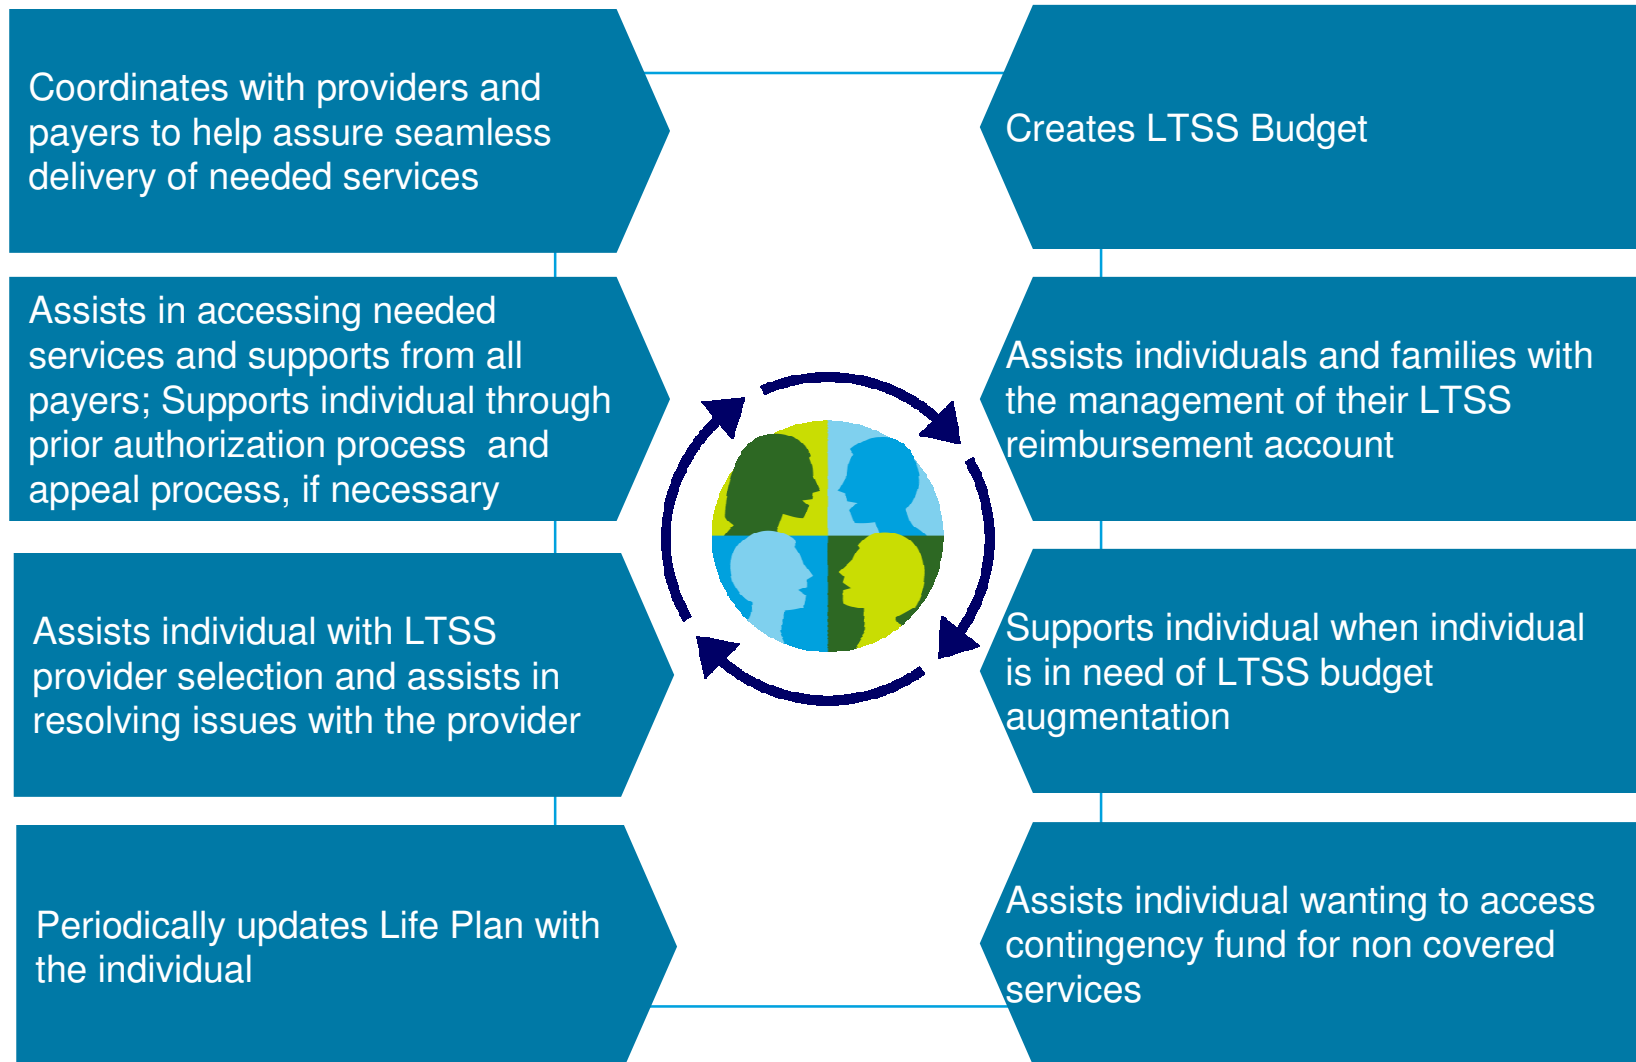 Coordinates with providers and
payers to help assure seamless
delivery of needed services
Assists in accessing needed
services and supports from all
payers; Supports individual through
prior authorization process  and
appeal process, if necessary
Assists individual with LTSS
provider selection and assists in
resolving issues with the provider
Periodically updates Life Plan with
the individual
Creates LTSS Budget
Assists individuals and families with
the management of their LTSS
reimbursement account
Supports individual when individual
is in need of LTSS budget
augmentation
Assists individual wanting to access
contingency fund for non covered
services